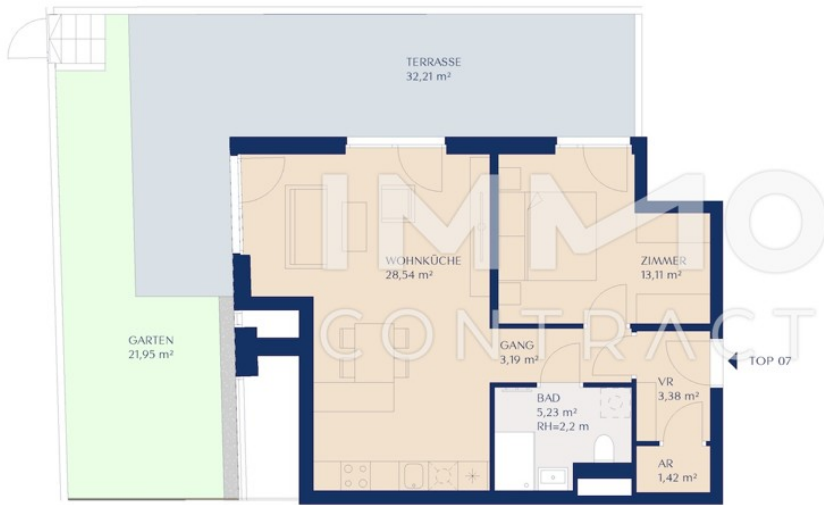 TERRASSE
32,21 m²
IMMO
CONTRACT
WOHNKÜCHE
28,54 m²
ZIMMER
13,11 m²
GARTEN
21,95 m²
GANG
3,19 m²
TOP 07
VR
3,38 m²
BAD
5,23 m²
RH=2,2 m
AR
1,42 m²